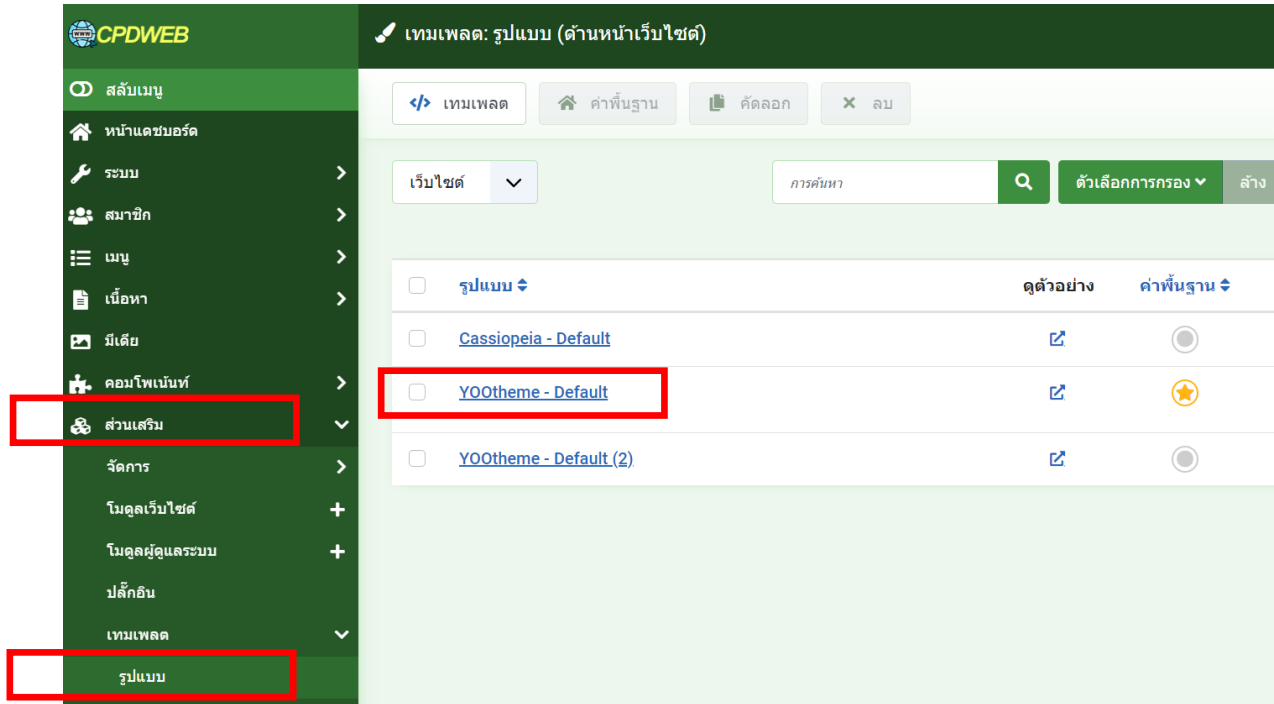 www CPDWEB
เทมเพลต: รูปแบบ (ด้านหน้าเว็บไซต์)
สลับเมนู
หน้าแดชบอร์ด
ระบบ
สมาชิก
เมนู
เนื้อหา
มีเดีย
คอมโพเน้นท์
ส่วนเสริม
จัดการ
โมดูลเว็บไซต์
โมดูลผู้ดูแลระบบ
ปลั๊กอิน
เทมเพลต
รูปแบบ
</> เทมเพลต ค่าพื้นฐาน คัดลอก ลบ
เว็บไซต์ การค้นหา ตัวเลือกการกรอง ล้าง
รูปแบบ ดูตัวอย่าง ค่าพื้นฐาน
Cassiopeia - Default
YOOtheme - Default
YOOtheme - Default (2)